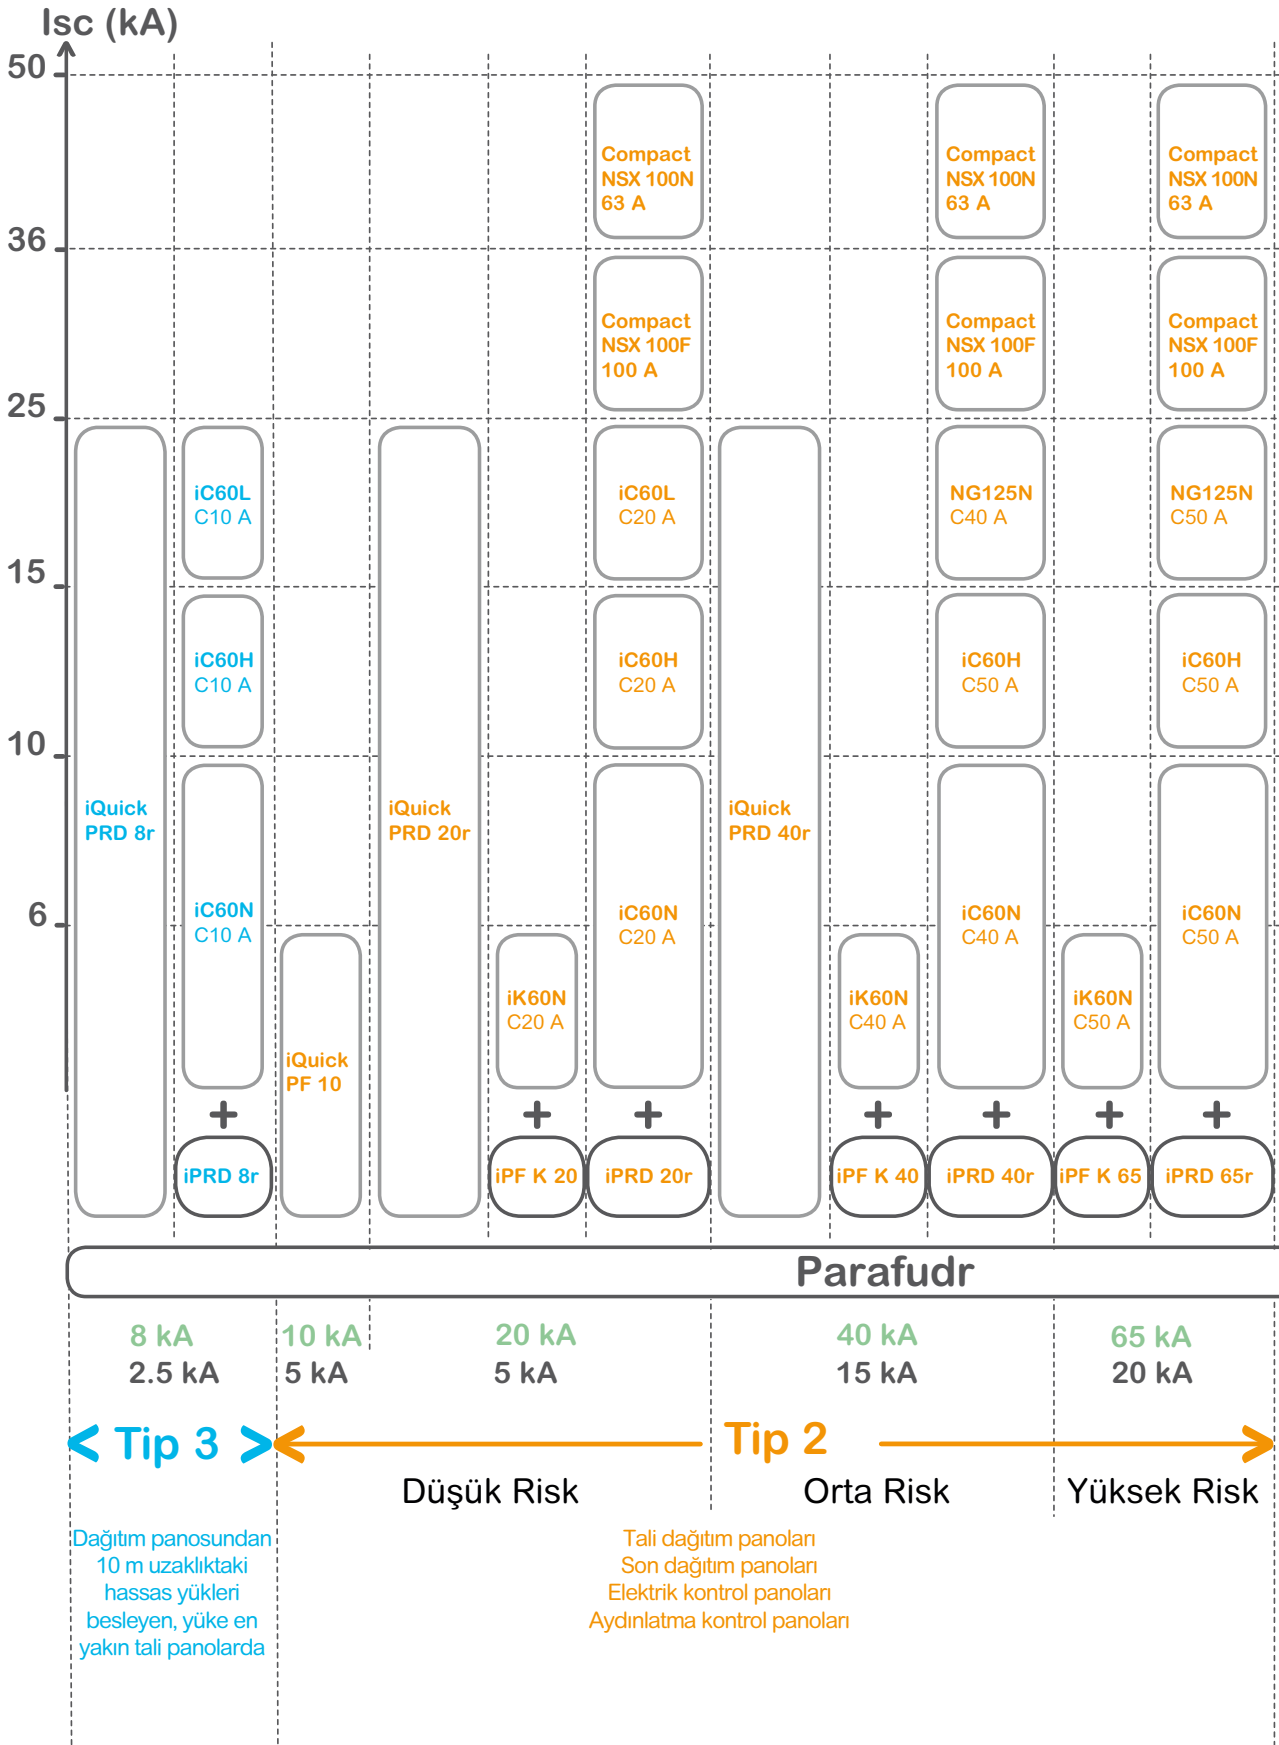 Isc (kA)
50
Compact
NSX 100N
63 A
Compact
NSX 100N
63 A
Compact
NSX 100N
63 A
36
Compact
NSX 100F
100 A
Compact
NSX 100F
100 A
Compact
NSX 100F
100 A
25
iC60L
C10 A
iC60L
C20 A
NG125N
C40 A
NG125N
C50 A
15
iC60H
C10 A
iC60H
C20 A
iC60H
C50 A
iC60H
C50 A
10
iQuick
PRD 8r
iQuick
PRD 20r
iQuick
PRD 40r
6
iC60N
C10 A
iC60N
C20 A
iC60N
C40 A
iC60N
C50 A
iK60N
C20 A
iK60N
C40 A
iK60N
C50 A
iQuick
PF 10
+ + + + + + +
iPRD 8r
iPF K 20
iPRD 20r
iPF K 40
iPRD 40r
iPF K 65
iPRD 65r
Parafudr
8 kA
2.5 kA
10 kA
5 kA
20 kA
5 kA
40 kA
15 kA
65 kA
20 kA
Tip 3
Tip 2
Düşük Risk
Orta Risk
Yüksek Risk
Dağıtım panosundan
10 m uzaklıktaki
hassas yükleri
besleyen, yüke en
yakın tali panolarda
Tali dağıtım panoları
Son dağıtım panoları
Elektrik kontrol panoları
Aydınlatma kontrol panoları